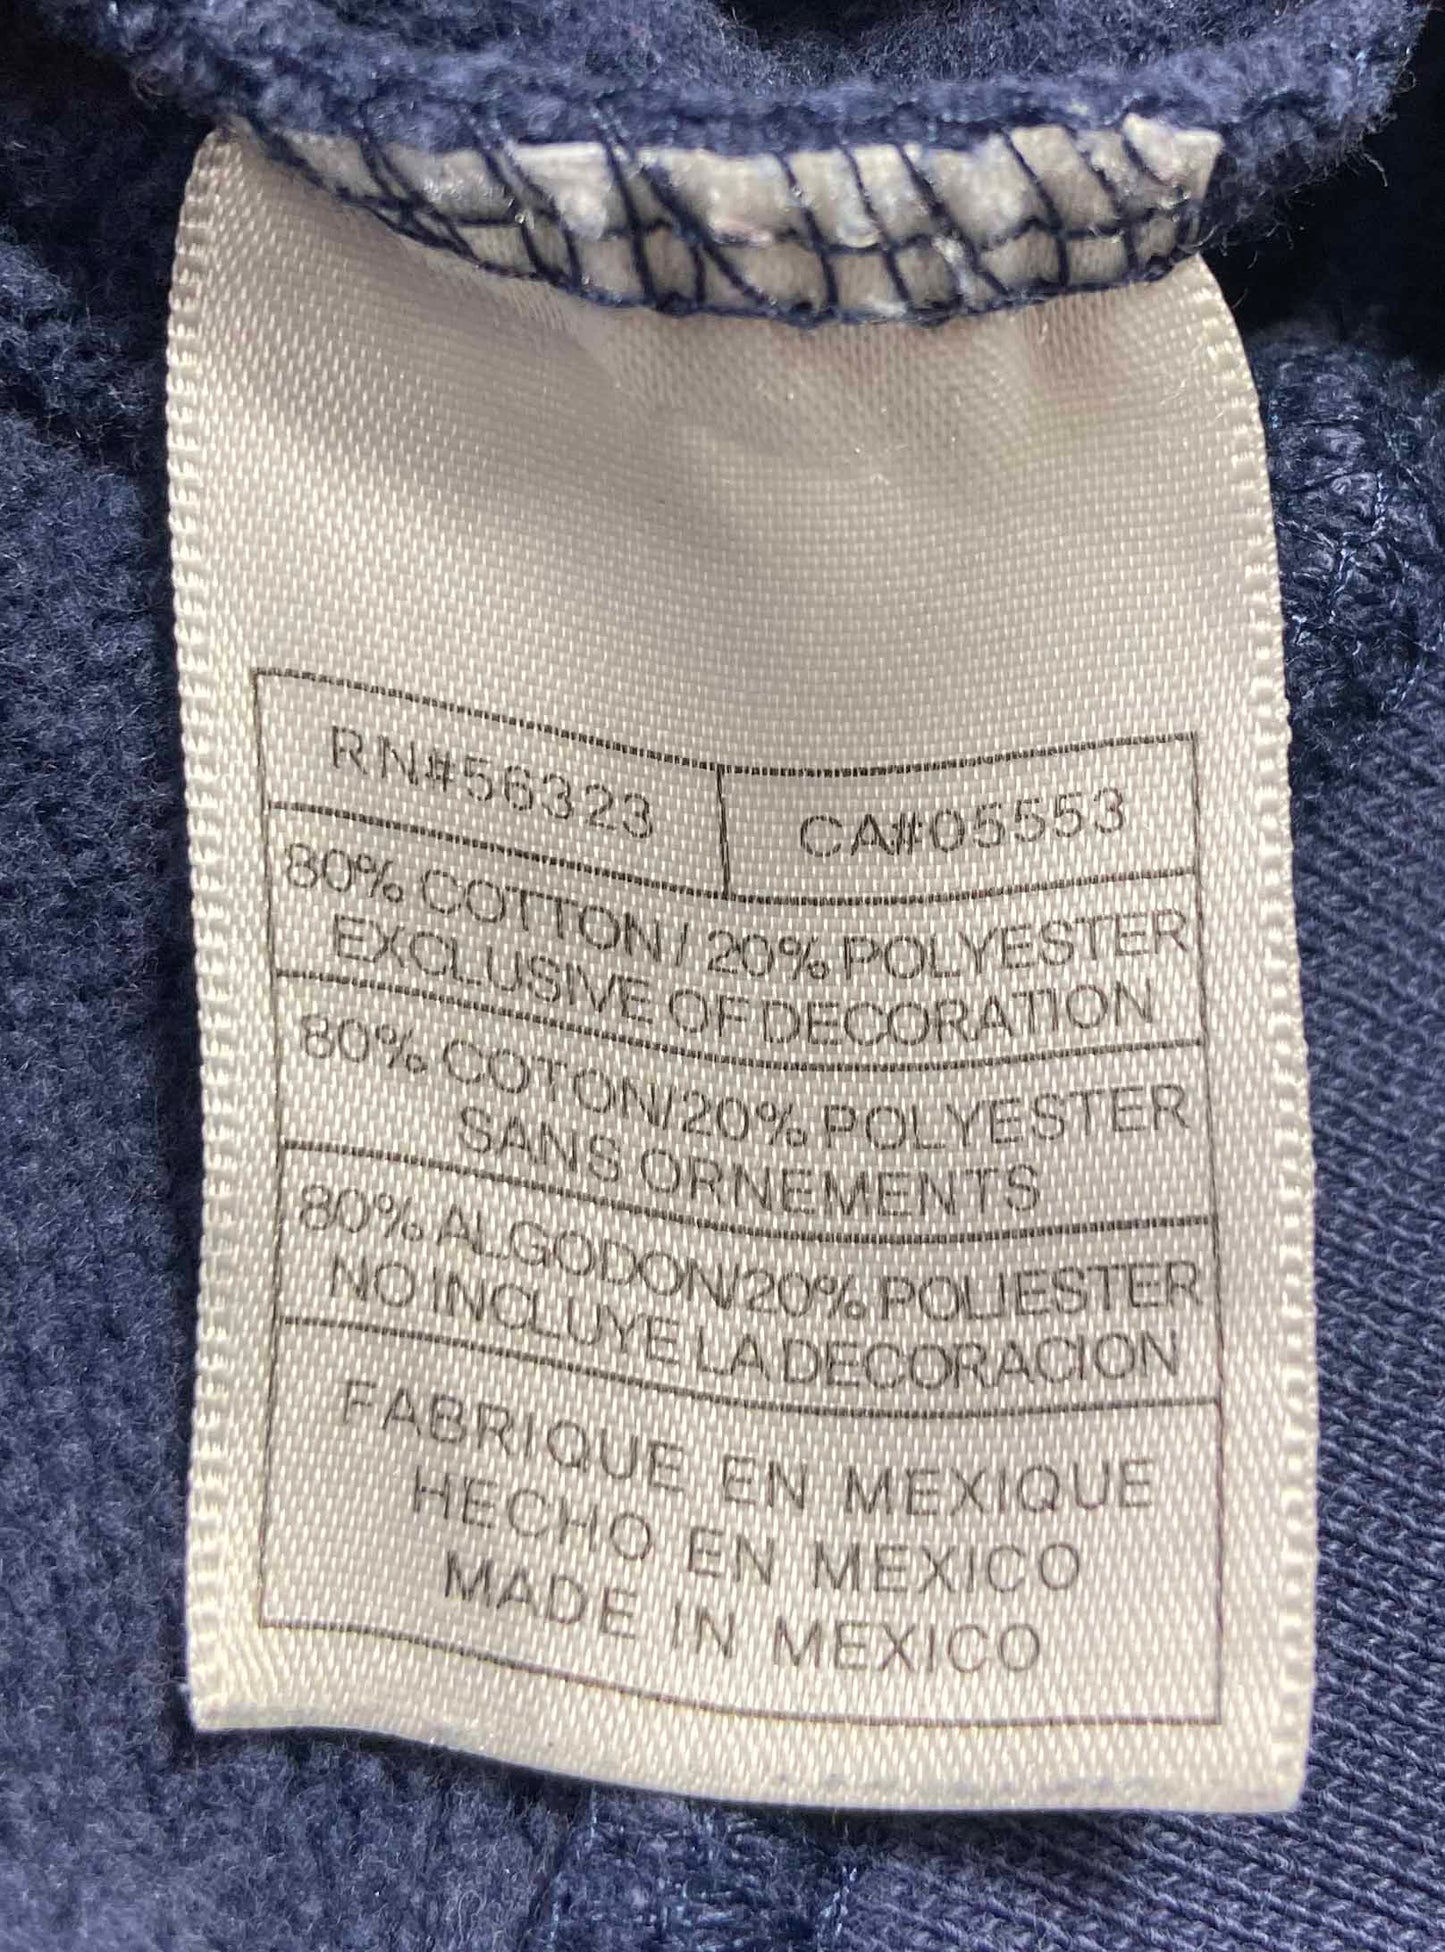 RN#56323 CA#05553
80% COTTON / 20% POLYESTER
EXCLUSIVE OF DECORATION
80% COTON/20% POLYESTER
SANS ORNEMENTS
80% ALGODON/20% POLIESTER
NO INCLUYE LA DECORACION
FABRIQUE EN MEXIQUE
HECHO EN MEXICO
MADE IN MEXICO